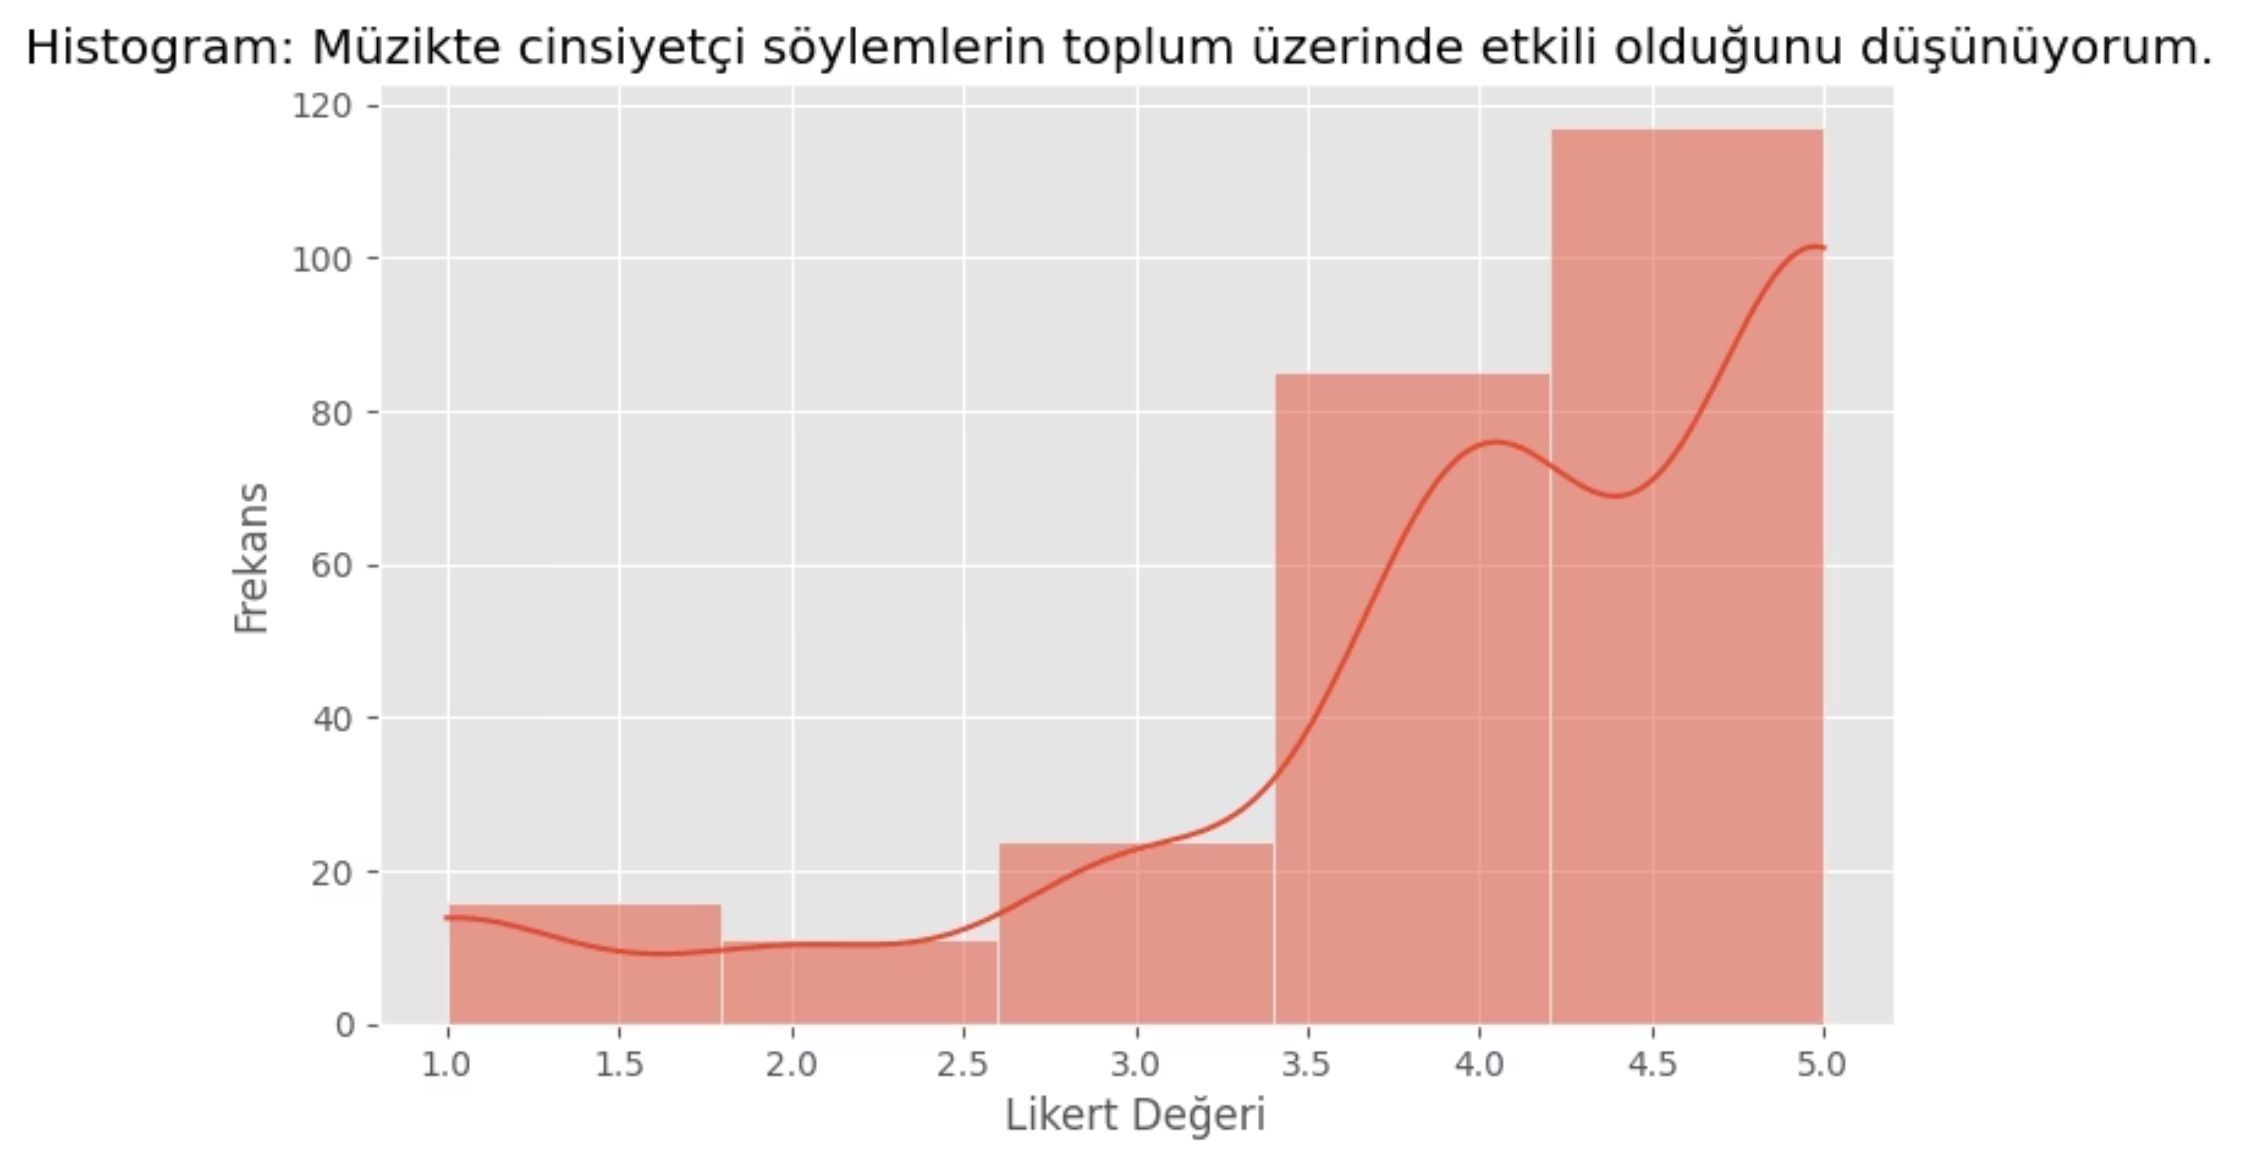 Histogram: Müzikte cinsiyetçi söylemlerin toplum üzerinde etkili olduğunu düşünüyorum.
120
100
80
60
40
20
0
Frekans
1.0 1.5 2.0 2.5 3.0 3.5 4.0 4.5 5.0
Likert Değeri